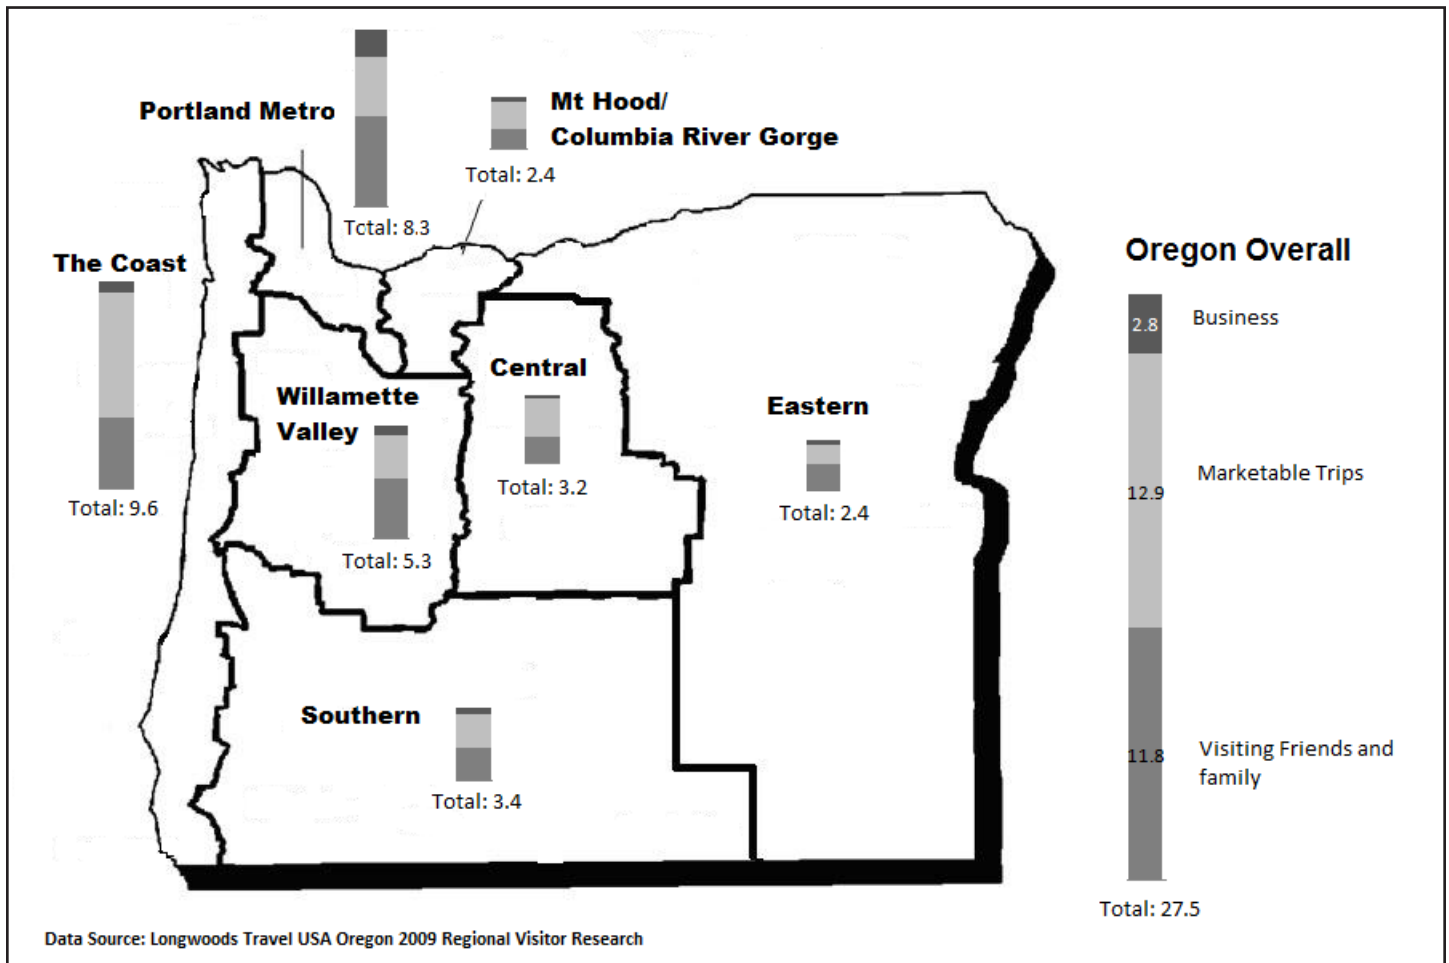 Portland Metro
Total: 8.3
Mt Hood/
Columbia River Gorge
Total: 2.4
The Coast
Total: 9.6
Willamette
Valley
Total: 5.3
Central
Total: 3.2
Eastern
Total: 2.4
Southern
Total: 3.4
Oregon Overall
2.8
Business
12.9
Marketable Trips
11.8
Visiting Friends and
family
Total: 27.5
Data Source: Longwoods Travel USA Oregon 2009 Regional Visitor Research